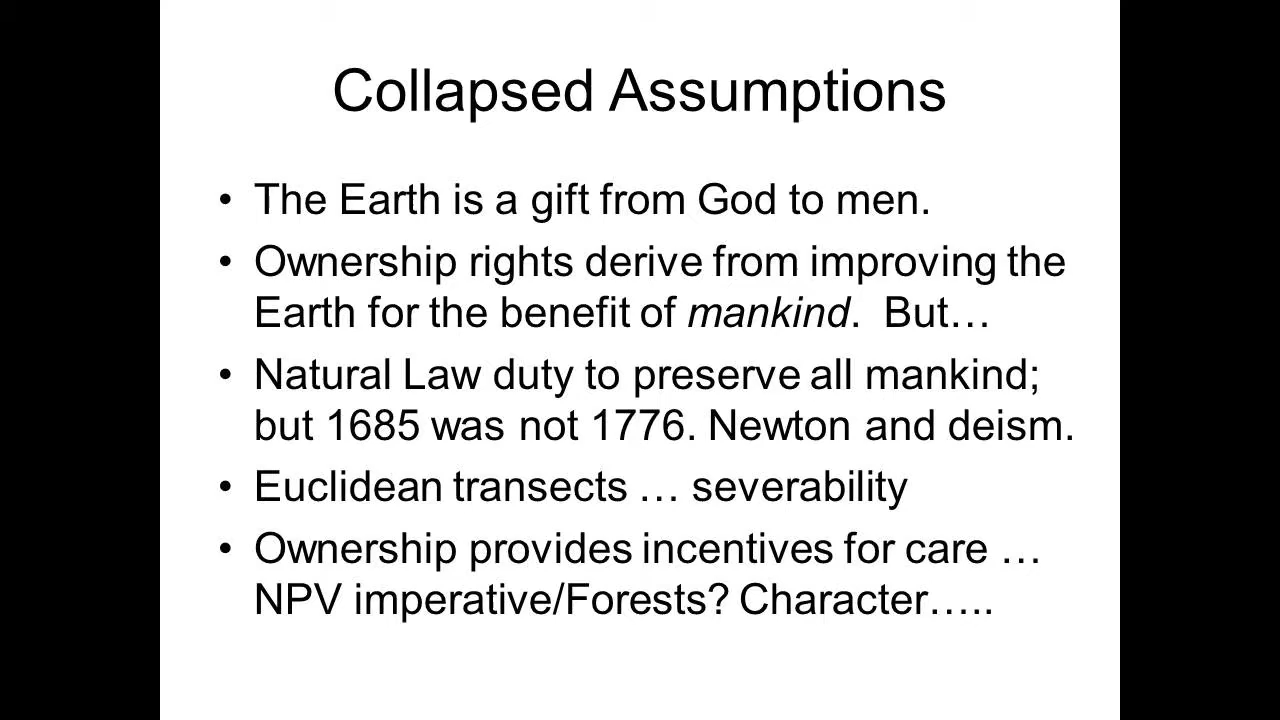 Collapsed Assumptions
• The Earth is a gift from God to men.
• Ownership rights derive from improving the
Earth for the benefit of mankind.  But…
• Natural Law duty to preserve all mankind;
but 1685 was not 1776. Newton and deism.
• Euclidean transects … severability
• Ownership provides incentives for care …
NPV imperative/Forests? Character…..